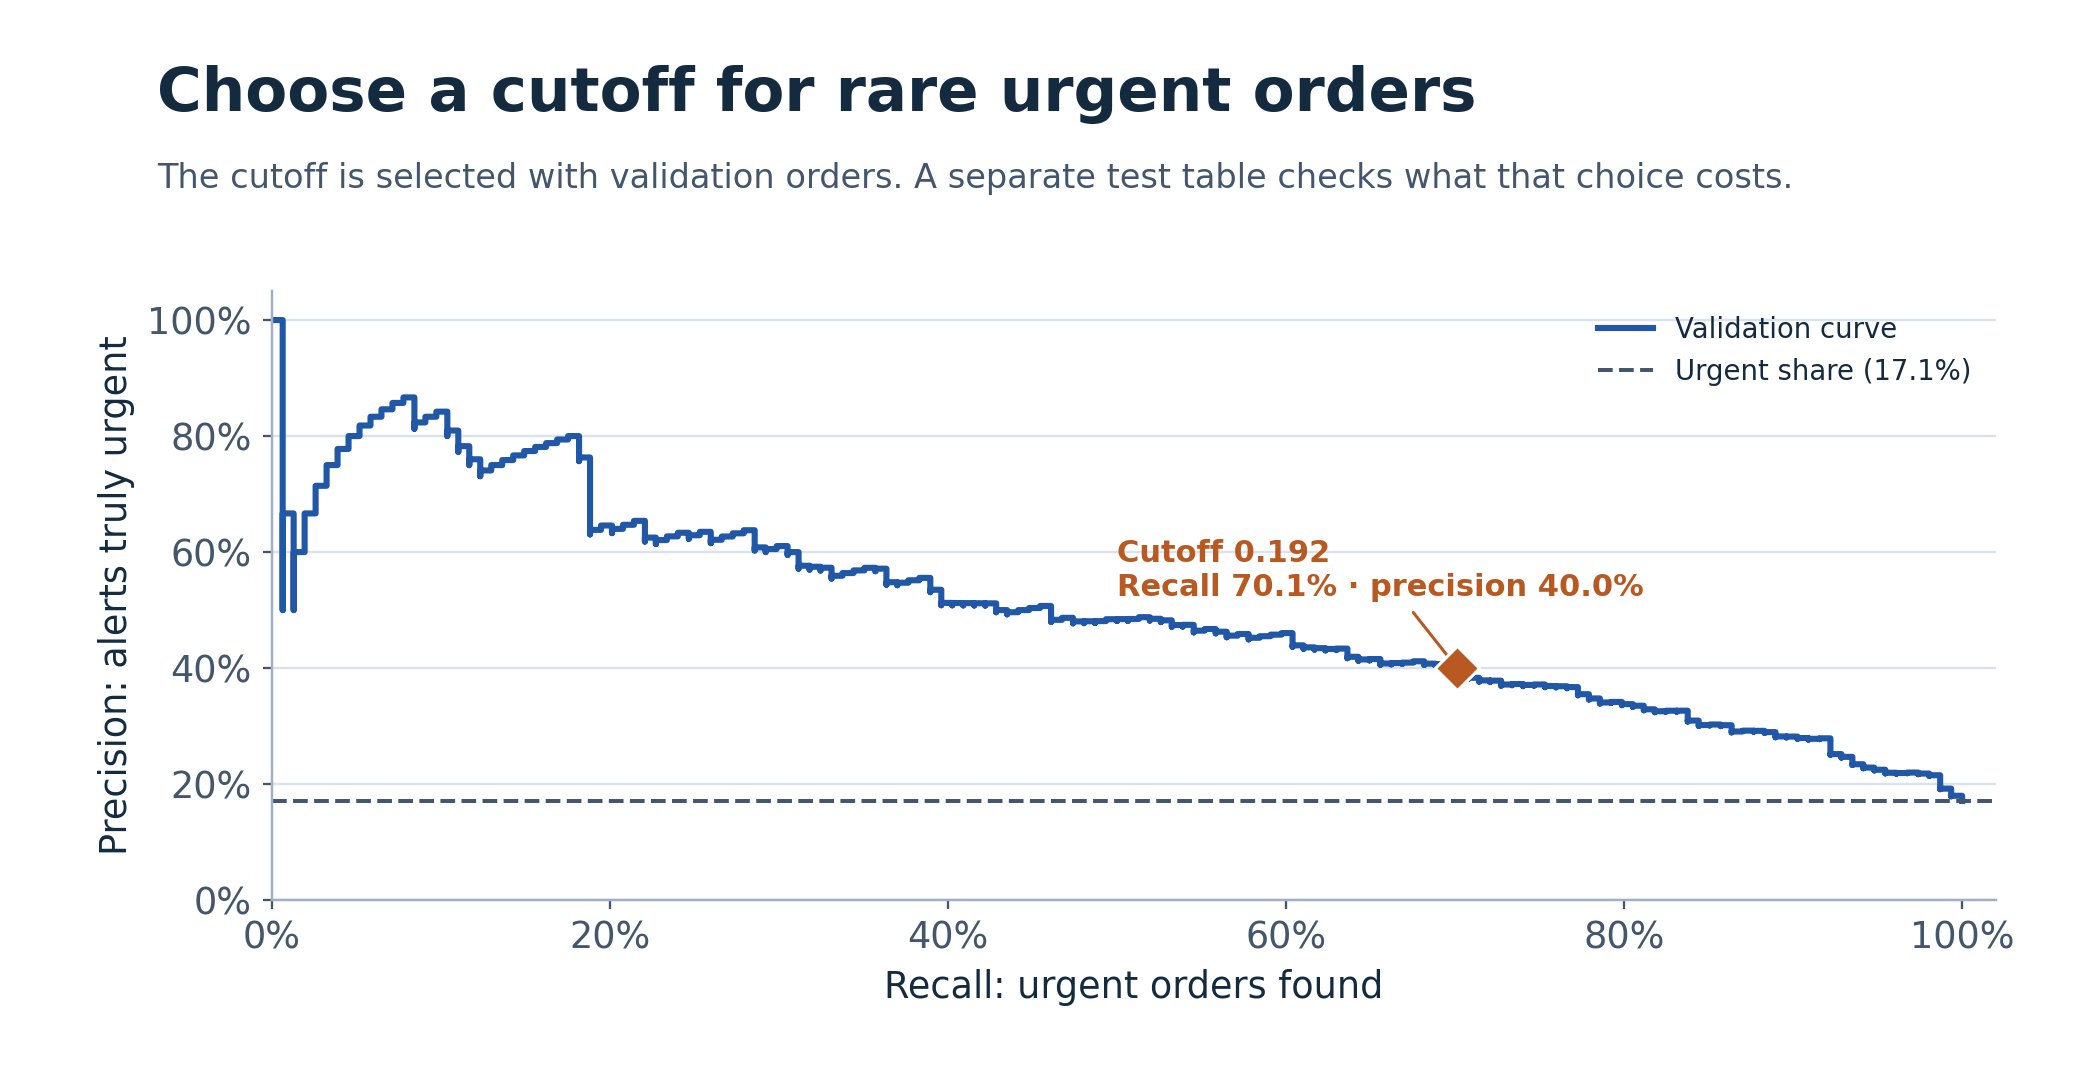 Choose a cutoff for rare urgent orders
The cutoff is selected with validation orders. A separate test table checks what that choice costs.
Precision: alerts truly urgent
100%
80%
60%
40%
20%
0%
Validation curve
Urgent share (17.1%)
Cutoff 0.192
Recall 70.1% · precision 40.0%
0%
20%
40%
60%
80%
100%
Recall: urgent orders found